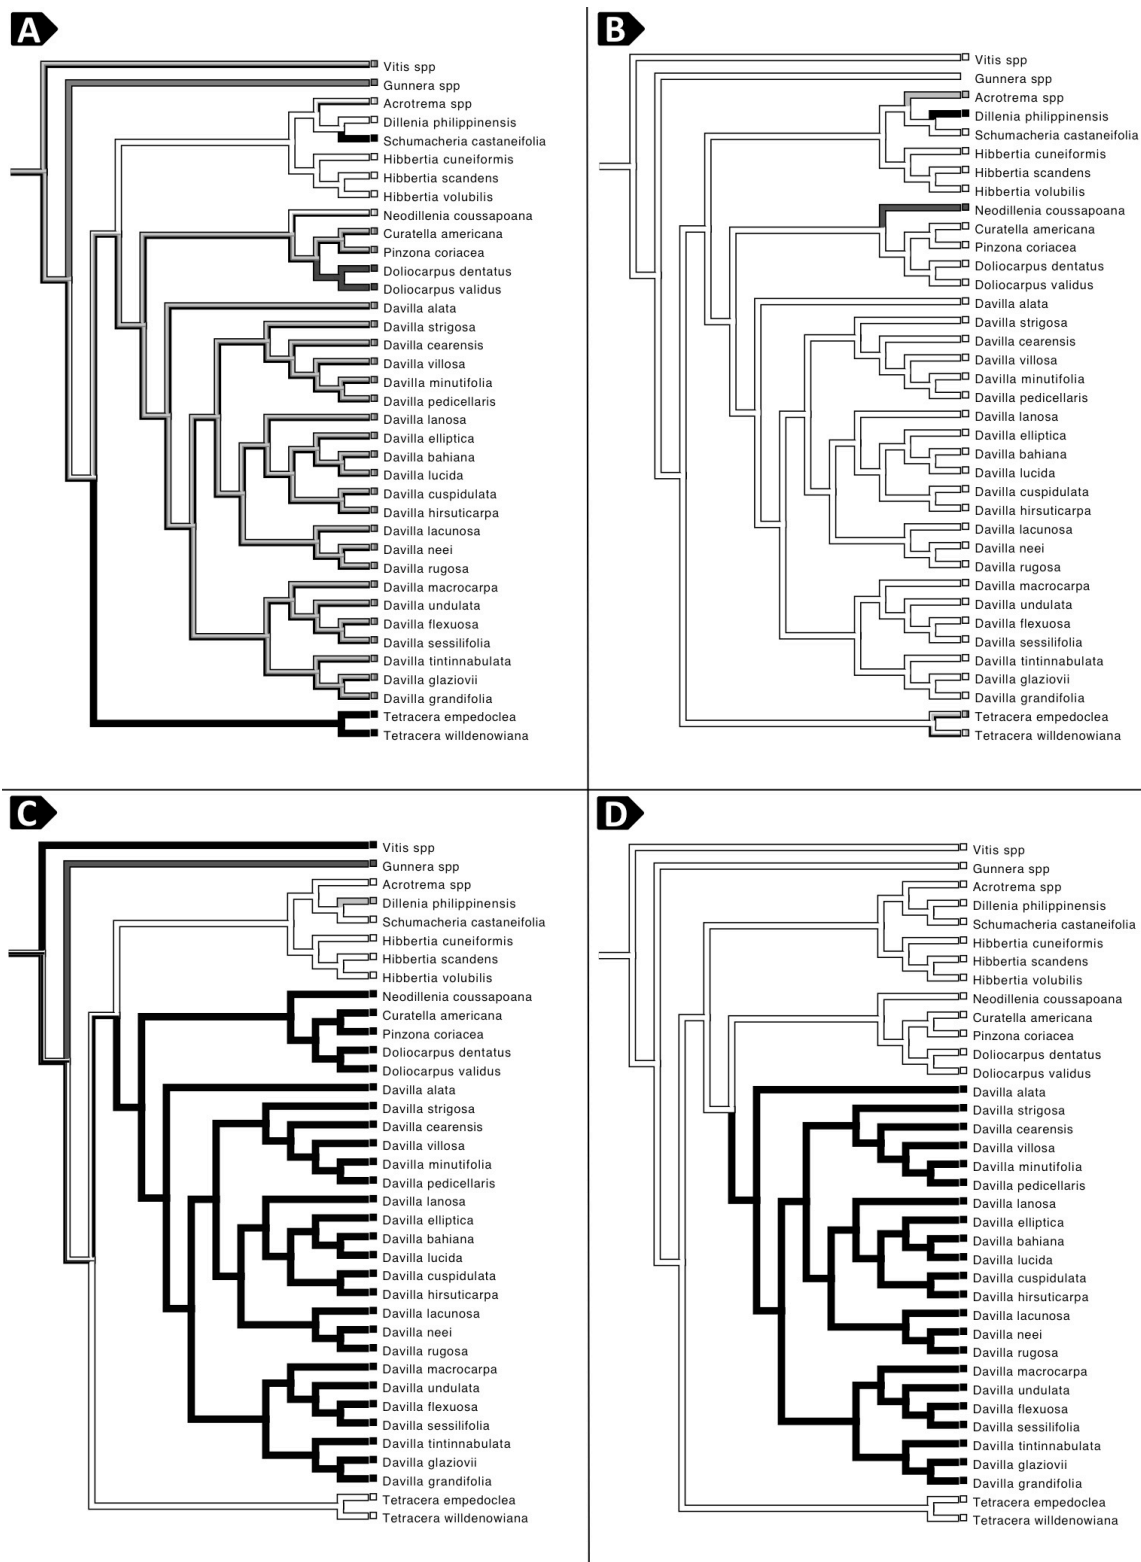 A
Vitis spp
Gunnera spp
Acrotrema spp
Dillenia philippinensis
Schumacheria castaneifolia
Hibbertia cuneiformis
Hibbertia scandens
Hibbertia volubilis
Neodillenia coussapoana
Curatella americana
Pinzona coriacea
Doliocarpus dentatus
Doliocarpus validus
Davilla alata
Davilla strigosa
Davilla cearensis
Davilla villosa
Davilla minutifolia
Davilla pedicellaris
Davilla lanosa
Davilla elliptica
Davilla bahiana
Davilla lucida
Davilla cuspidulata
Davilla hirsuticarpa
Davilla lacunosa
Davilla neei
Davilla rugosa
Davilla macrocarpa
Davilla undulata
Davilla flexuosa
Davilla sessilifolia
Davilla tintinnabulata
Davilla glaziovii
Davilla grandifolia
Tetracera empedoclea
Tetracera willdenowiana
B
Vitis spp
Gunnera spp
Acrotrema spp
Dillenia philippinensis
Schumacheria castaneifolia
Hibbertia cuneiformis
Hibbertia scandens
Hibbertia volubilis
Neodillenia coussapoana
Curatella americana
Pinzona coriacea
Doliocarpus dentatus
Doliocarpus validus
Davilla alata
Davilla strigosa
Davilla cearensis
Davilla villosa
Davilla minutifolia
Davilla pedicellaris
Davilla lanosa
Davilla elliptica
Davilla bahiana
Davilla lucida
Davilla cuspidulata
Davilla hirsuticarpa
Davilla lacunosa
Davilla neei
Davilla rugosa
Davilla macrocarpa
Davilla undulata
Davilla flexuosa
Davilla sessilifolia
Davilla tintinnabulata
Davilla glaziovii
Davilla grandifolia
Tetracera empedoclea
Tetracera willdenowiana
C
Vitis spp
Gunnera spp
Acrotrema spp
Dillenia philippinensis
Schumacheria castaneifolia
Hibbertia cuneiformis
Hibbertia scandens
Hibbertia volubilis
Neodillenia coussapoana
Curatella americana
Pinzona coriacea
Doliocarpus dentatus
Doliocarpus validus
Davilla alata
Davilla strigosa
Davilla cearensis
Davilla villosa
Davilla minutifolia
Davilla pedicellaris
Davilla lanosa
Davilla elliptica
Davilla bahiana
Davilla lucida
Davilla cuspidulata
Davilla hirsuticarpa
Davilla lacunosa
Davilla neei
Davilla rugosa
Davilla macrocarpa
Davilla undulata
Davilla flexuosa
Davilla sessilifolia
Davilla tintinnabulata
Davilla glaziovii
Davilla grandifolia
Tetracera empedoclea
Tetracera willdenowiana
D
Vitis spp
Gunnera spp
Acrotrema spp
Dillenia philippinensis
Schumacheria castaneifolia
Hibbertia cuneiformis
Hibbertia scandens
Hibbertia volubilis
Neodillenia coussapoana
Curatella americana
Pinzona coriacea
Doliocarpus dentatus
Doliocarpus validus
Davilla alata
Davilla strigosa
Davilla cearensis
Davilla villosa
Davilla minutifolia
Davilla pedicellaris
Davilla lanosa
Davilla elliptica
Davilla bahiana
Davilla lucida
Davilla cuspidulata
Davilla hirsuticarpa
Davilla lacunosa
Davilla neei
Davilla rugosa
Davilla macrocarpa
Davilla undulata
Davilla flexuosa
Davilla sessilifolia
Davilla tintinnabulata
Davilla glaziovii
Davilla grandifolia
Tetracera empedoclea
Tetracera willdenowiana